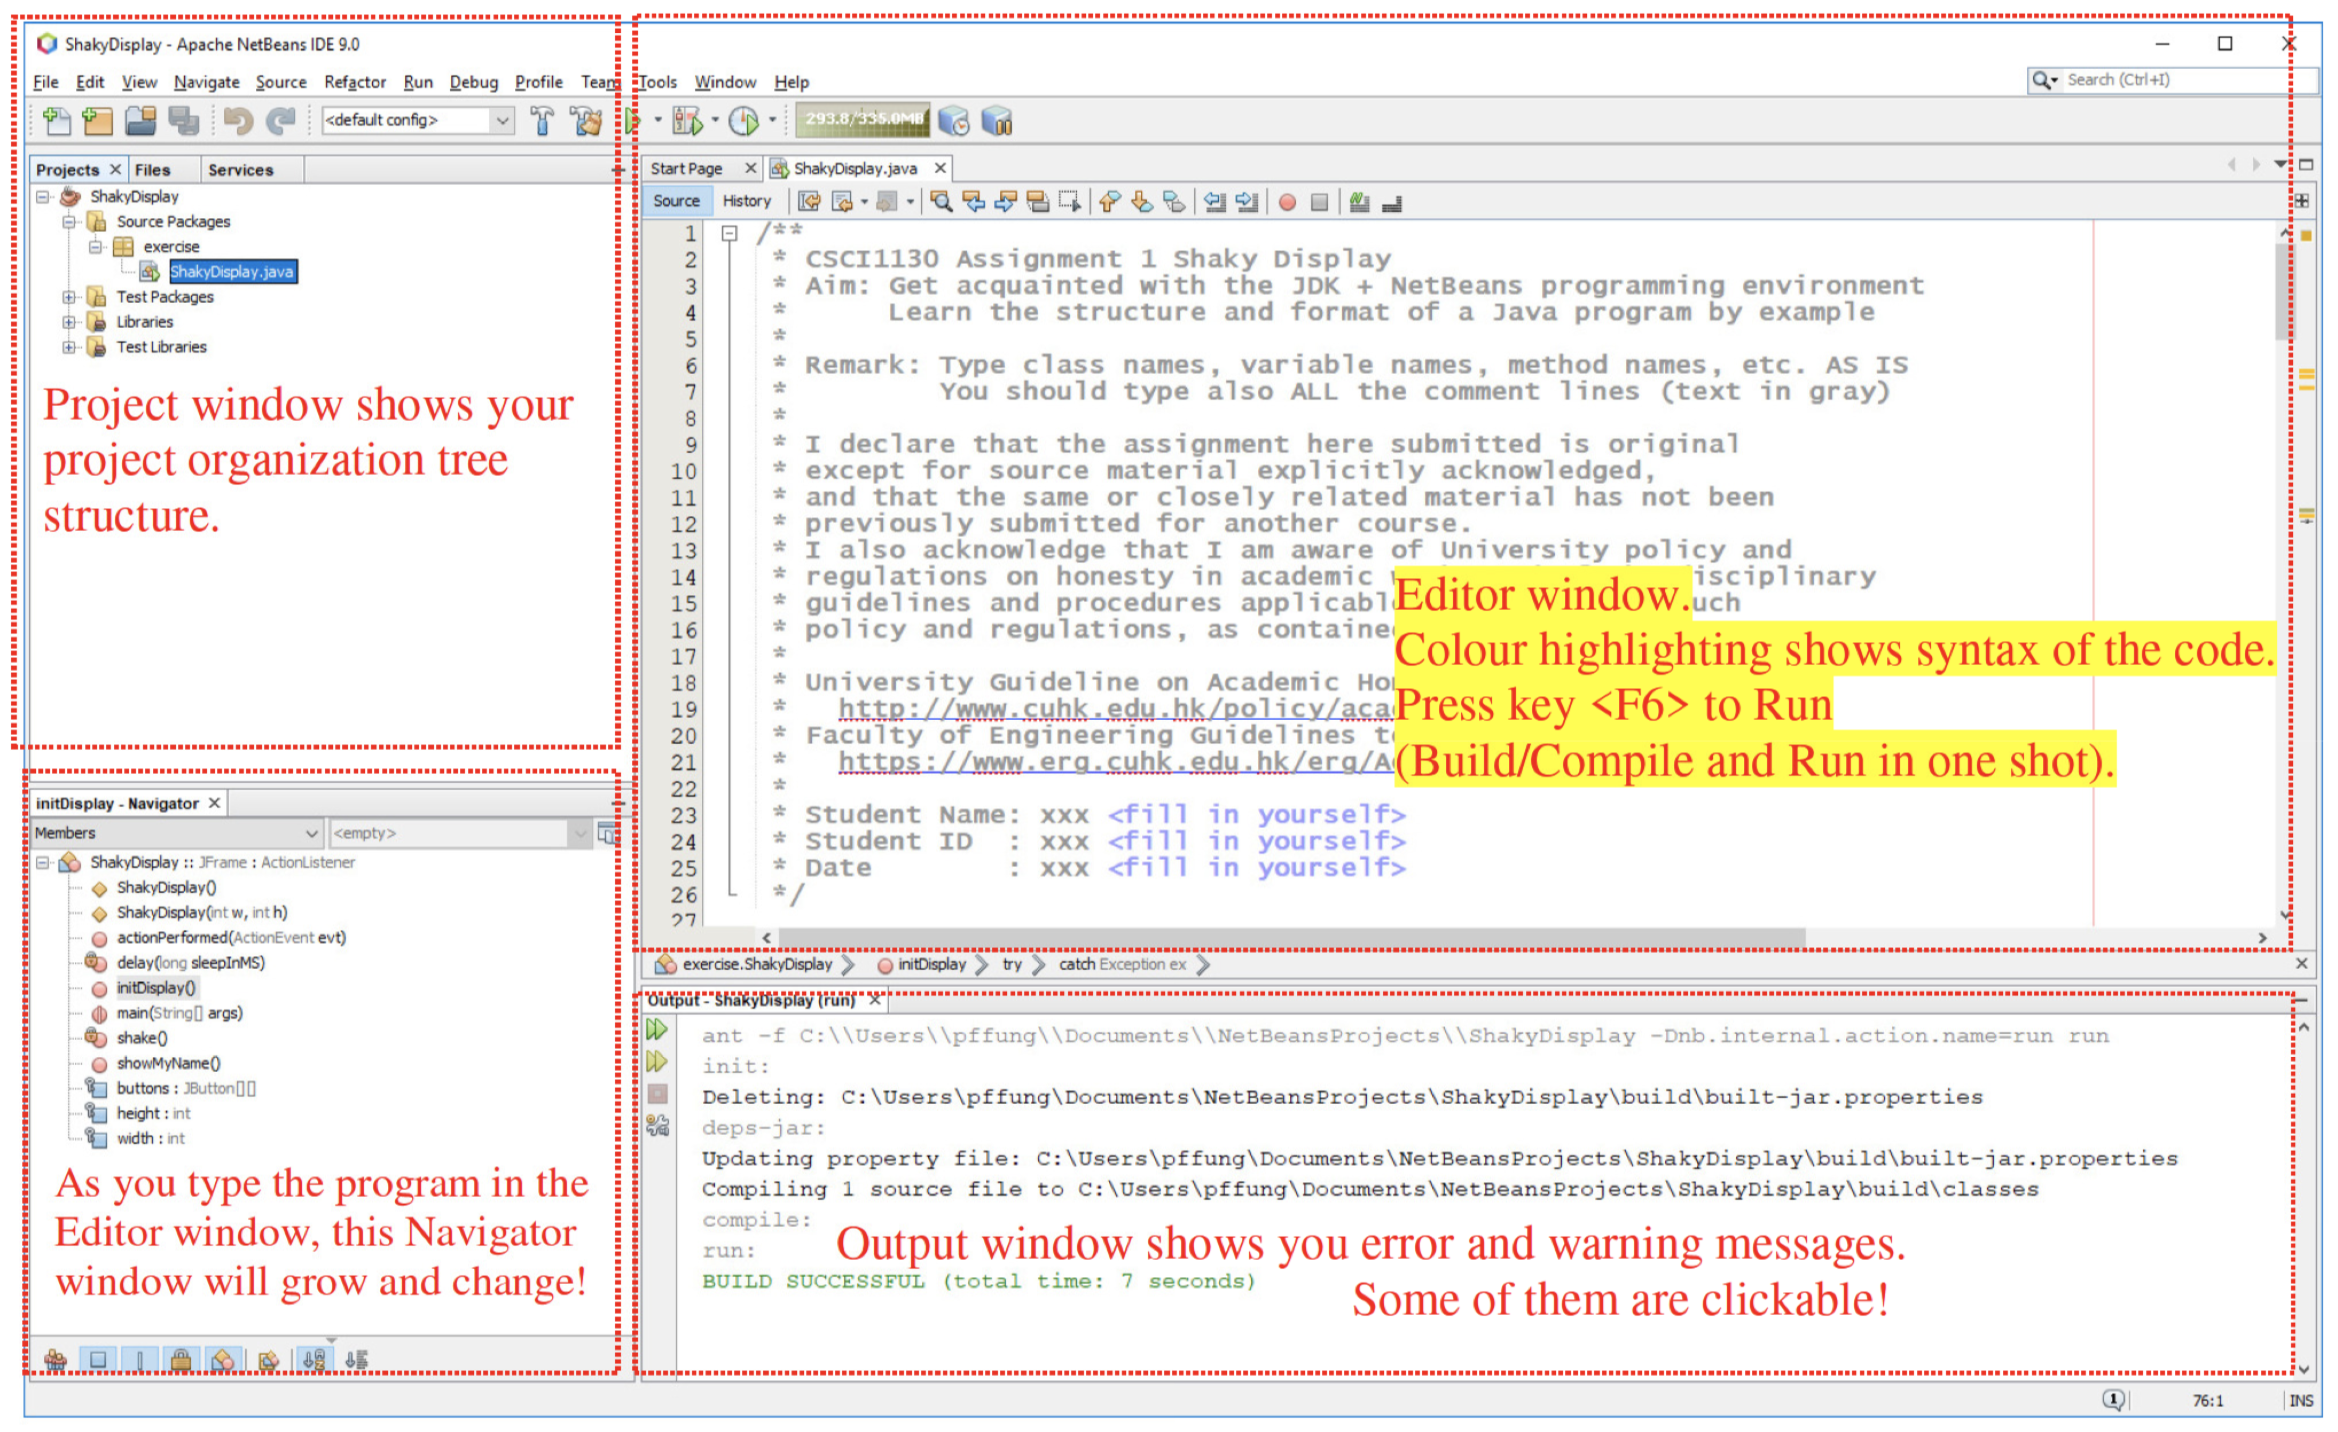 ShakyDisplay - Apache NetBeans IDE 9.0
File Edit View Navigate Source Refactor Run Debug Profile Team Tools Window Help
Search (Ctrl+I)
<default config>
293.8/335.0MB
Projects Files Services
ShakyDisplay
Source Packages
exercise
ShakyDisplay.java
Test Packages
Libraries
Test Libraries
Project window shows your
project organization tree
structure.
Start Page ShakyDisplay.java
Source History
1 /**
2 * CSCI1130 Assignment 1 Shaky Display
3 * Aim: Get acquainted with the JDK + NetBeans programming environment
4 * Learn the structure and format of a Java program by example
5 *
6 * Remark: Type class names, variable names, method names, etc. AS IS
7 * You should type also ALL the comment lines (text in gray)
8 *
9 * I declare that the assignment here submitted is original
10 * except for source material explicitly acknowledged,
11 * and that the same or closely related material has not been
12 * previously submitted for another course.
13 * I also acknowledge that I am aware of University policy and
14 * regulations on honesty in academic
15 * guidelines and procedures
16 * policy and regulations, as
17 *
18 * University Guideline on Academic
19 * http://www.cuhk.edu.hk/policy/aca
20 * Faculty of Engineering Guidelines
21 * https://www.erg.cuhk.edu.hk/erg/A
22 *
23 * Student Name: xxx <fill in yourself>
24 * Student ID : xxx <fill in yourself>
25 * Date : xxx <fill in yourself>
26 */
27
Editor window.
Colour highlighting shows syntax of the code.
Press key <F6> to Run
(Build/Compile and Run in one shot).
exercise.ShakyDisplay initDisplay try catch Exception ex
initDisplay - Navigator
Members <empty>
ShakyDisplay :: JFrame : ActionListener
ShakyDisplay()
ShakyDisplay(int w, int h)
actionPerformed(ActionEvent evt)
delay(long sleepInMS)
initDisplay()
main(String[] args)
shake()
showMyName()
buttons : JButton[][]
height : int
width : int
As you type the program in the
Editor window, this Navigator
window will grow and change!
Output - ShakyDisplay (run)
ant -f C:\\Users\\pffung\\Documents\\NetBeansProjects\\ShakyDisplay -Dnb.internal.action.name=run run
init:
Deleting: C:\Users\pffung\Documents\NetBeansProjects\ShakyDisplay\build\built-jar.properties
deps-jar:
Updating property file: C:\Users\pffung\Documents\NetBeansProjects\ShakyDisplay\build\built-jar.properties
Compiling 1 source file to C:\Users\pffung\Documents\NetBeansProjects\ShakyDisplay\build\classes
compile:
run:
BUILD SUCCESSFUL (total time: 7 seconds)
Output window shows you error and warning messages.
Some of them are clickable!
76:1 INS